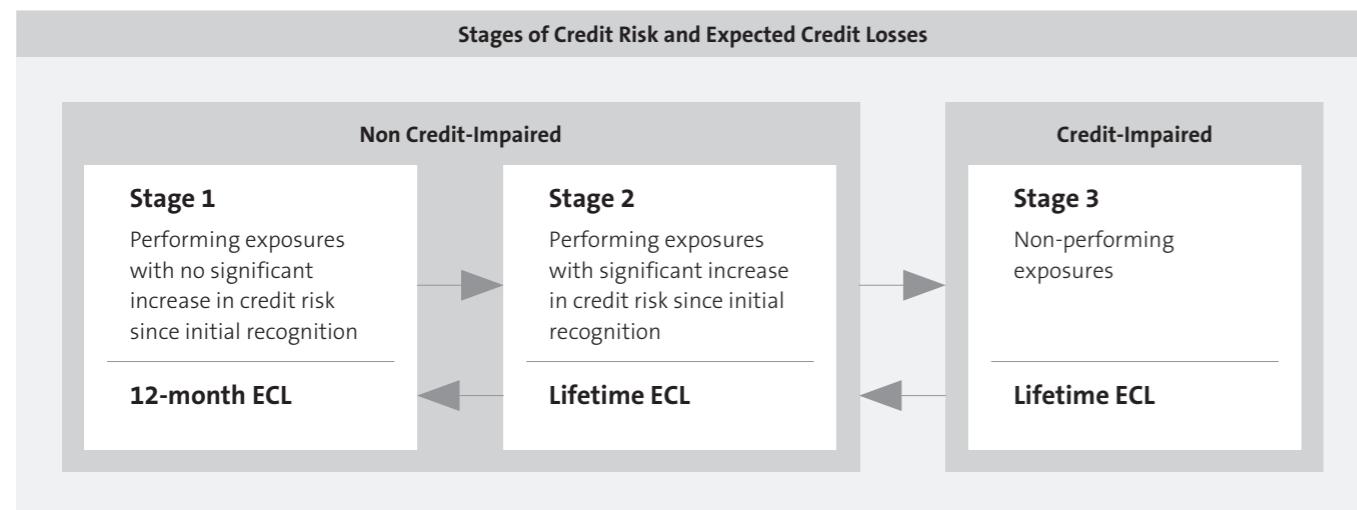 Stages of Credit Risk and Expected Credit Losses
Non Credit-Impaired
Stage 1
Performing exposures
with no significant
increase in credit risk
since initial recognition
12-month ECL
Stage 2
Performing exposures
with significant increase
in credit risk since initial
recognition
Lifetime ECL
Credit-Impaired
Stage 3
Non-performing
exposures
Lifetime ECL